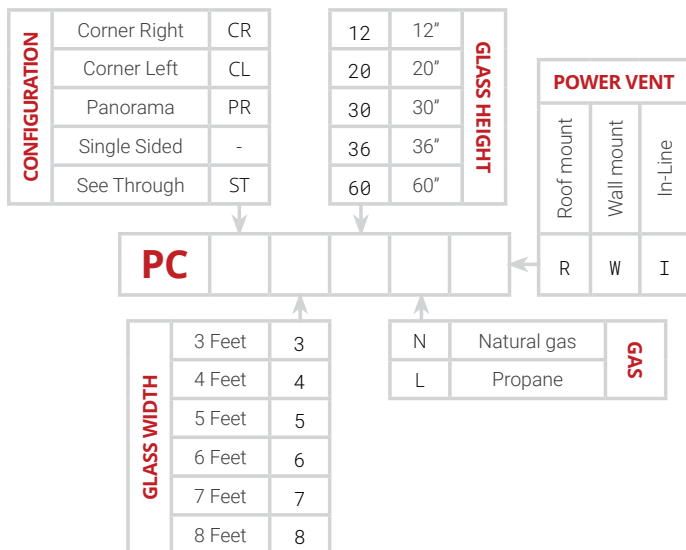 CONFIGURATION
Corner Right CR
Corner Left CL
Panorama PR
Single Sided -
See Through ST
12 12”
20 20”
30 30”
36 36”
60 60”
GLASS HEIGHT
POWER VENT
Roof mount
Wall mount
In-Line
R W I
PC
GLASS WIDTH
3 Feet 3
4 Feet 4
5 Feet 5
6 Feet 6
7 Feet 7
8 Feet 8
N Natural gas
L Propane
GAS